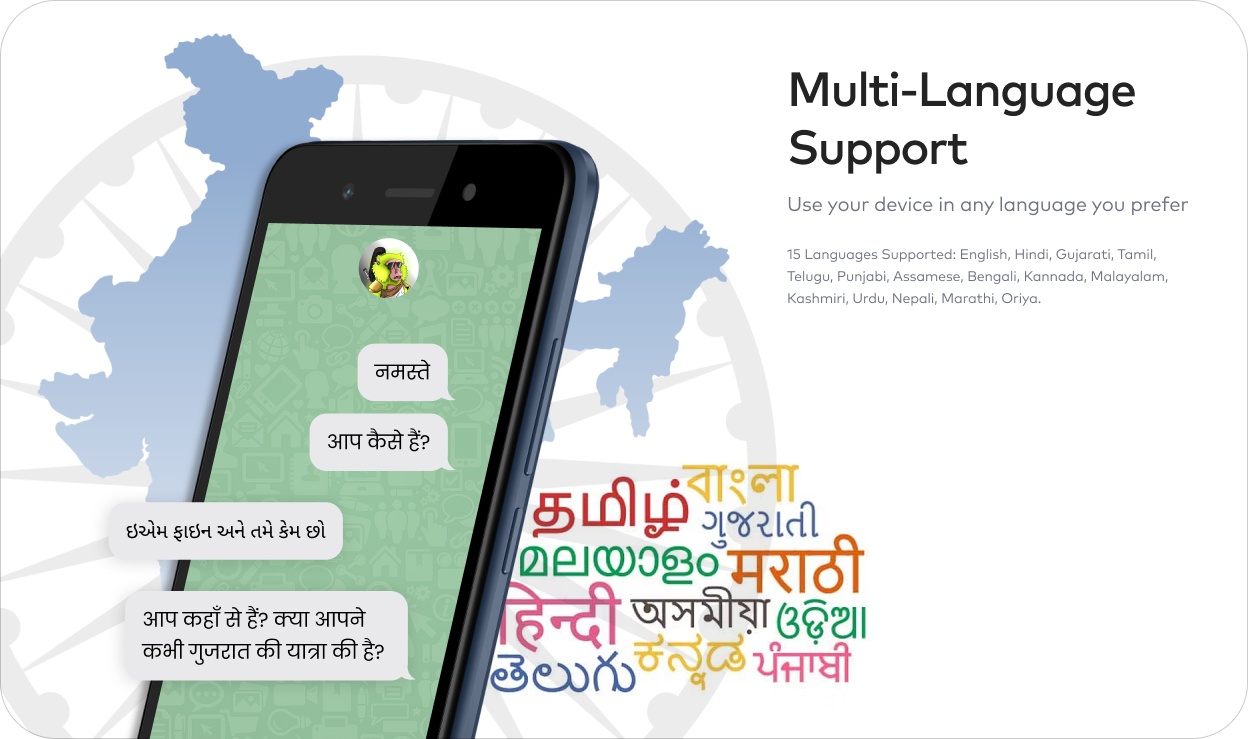 Multi-Language
Support
Use your device in any language you prefer
15 Languages Supported: English, Hindi, Gujarati, Tamil,
Telugu, Punjabi, Assamese, Bengali, Kannada, Malayalam,
Kashmiri, Urdu, Nepali, Marathi, Oriya.
नमस्ते
आप कैसे हैं?
ઇએમ ફાઇન અને તમે કેમ છો
आप कहाँ से हैं? क्या आपने
कभी गुजरात की यात्रा की है?
தமிழ் বাংলা
ગુજરાતી
മലയാളം मराठी
हिन्दी অসমীয়া ଓଡ଼ିଆ
తెలుగు ಕನ್ನಡ ਪੰਜਾਬੀ